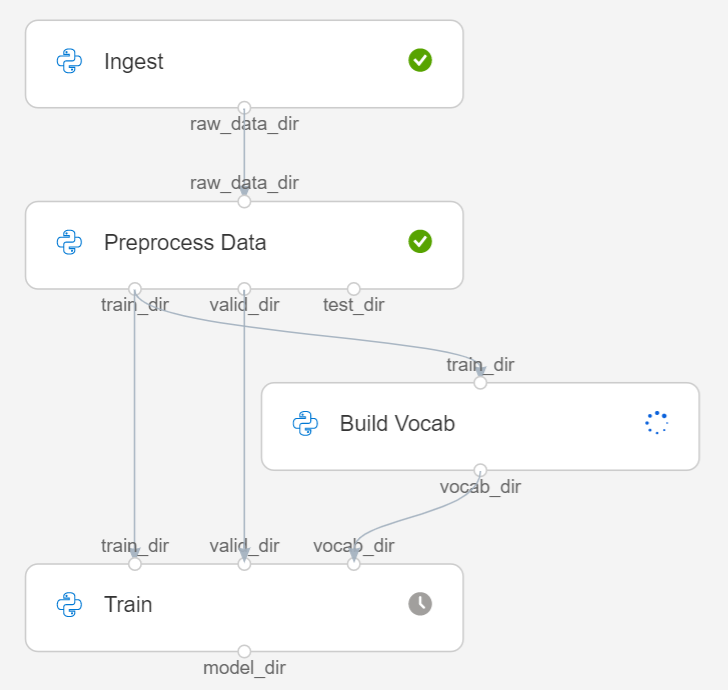 Ingest
raw_data_dir
raw_data_dir
Preprocess Data
train_dir valid_dir test_dir
train_dir
Build Vocab
vocab_dir
train_dir valid_dir vocab_dir
Train
model_dir